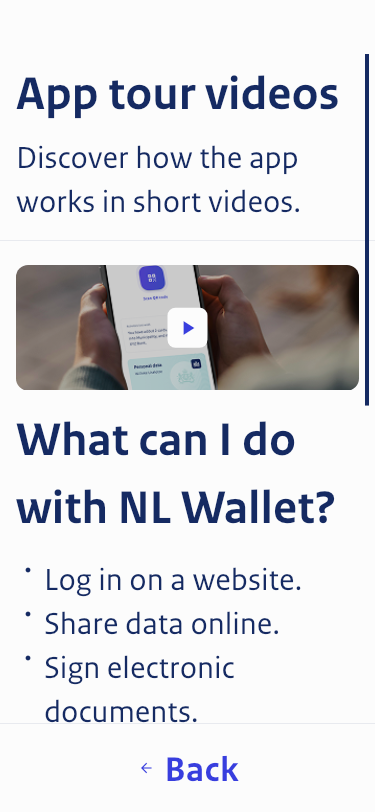 App tour videos
Discover how the app
works in short videos.
Scan QR code
Personal data
What can I do
with NL Wallet?
• Log in on a website.
• Share data online.
• Sign electronic
documents.
← Back